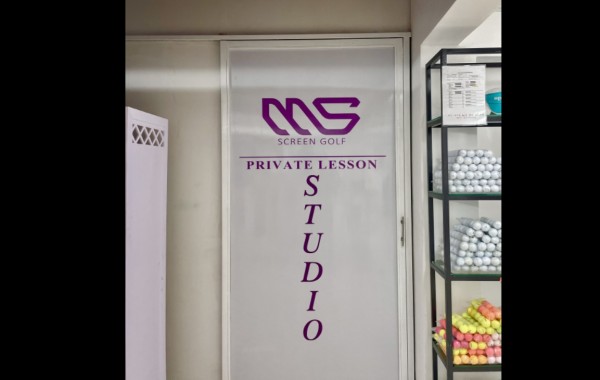 MS
SCREEN GOLF
PRIVATE LESSON
STUDIO